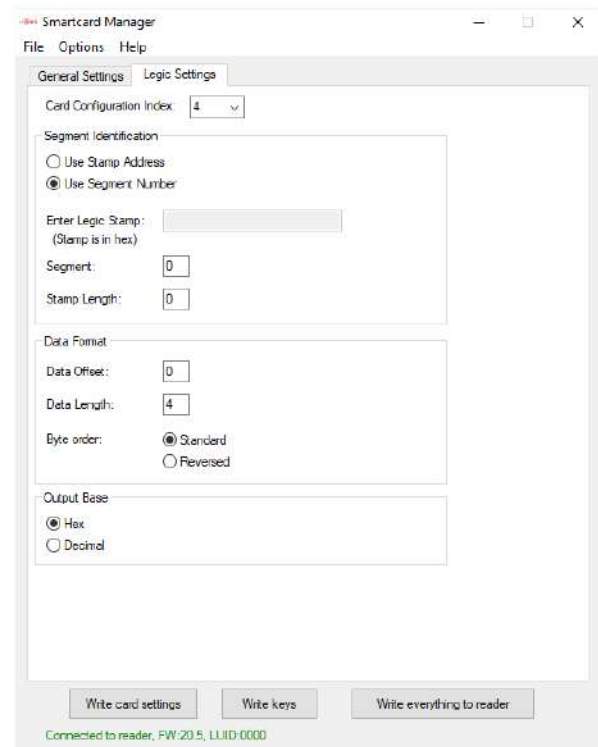 Smartcard Manager
File Options Help
General Settings Legic Settings
Card Configuration Index: 4
Segment Identification
Use Stamp Address
Use Segment Number
Enter Legic Stamp:
(Stamp is in hex)
Segment: 0
Stamp Length: 0
Data Format
Data Offset: 0
Data Length: 4
Byte order: Standard
Reversed
Output Base
Hex
Decimal
Write card settings Write keys Write everything to reader
Connected to reader, FW:20.5, LUID:0000